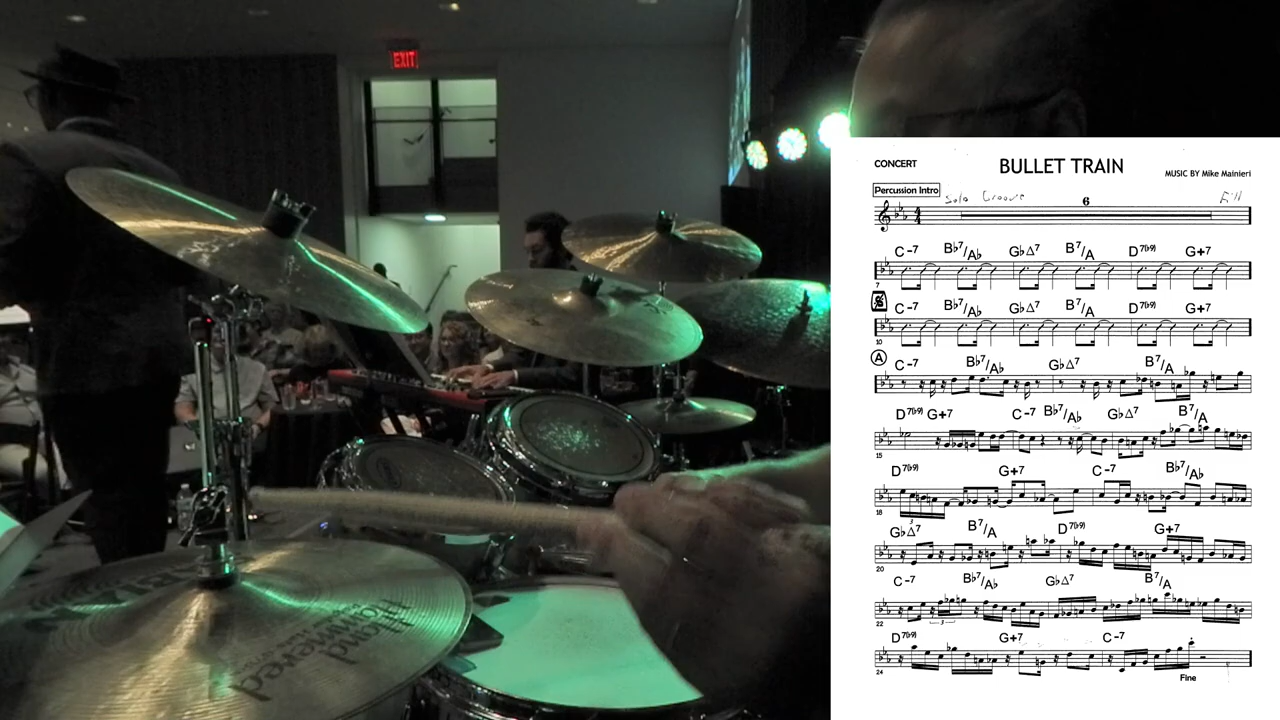 EXIT
CONCERT
BULLET TRAIN
MUSIC BY Mike Mainieri
Percussion Intro
Solo Groove 6 Fill
C-7 B♭7/A♭ G♭Δ7 B7/A D7(♭9) G+7
7
C-7 B♭7/A♭ G♭Δ7 B7/A D7(♭9) G+7
10
A
C-7 B♭7/A♭ G♭Δ7 B7/A
D7(♭9) G+7 C-7 B♭7/A♭ G♭Δ7 B7/A
15
D7(♭9) G+7 C-7 B♭7/A♭
3
18
G♭Δ7 B7/A D7(♭9) G+7
20
C-7 B♭7/A♭ G♭Δ7 B7/A
3
22
D7(♭9) G+7 C-7
24
Fine
Hand
Hammered